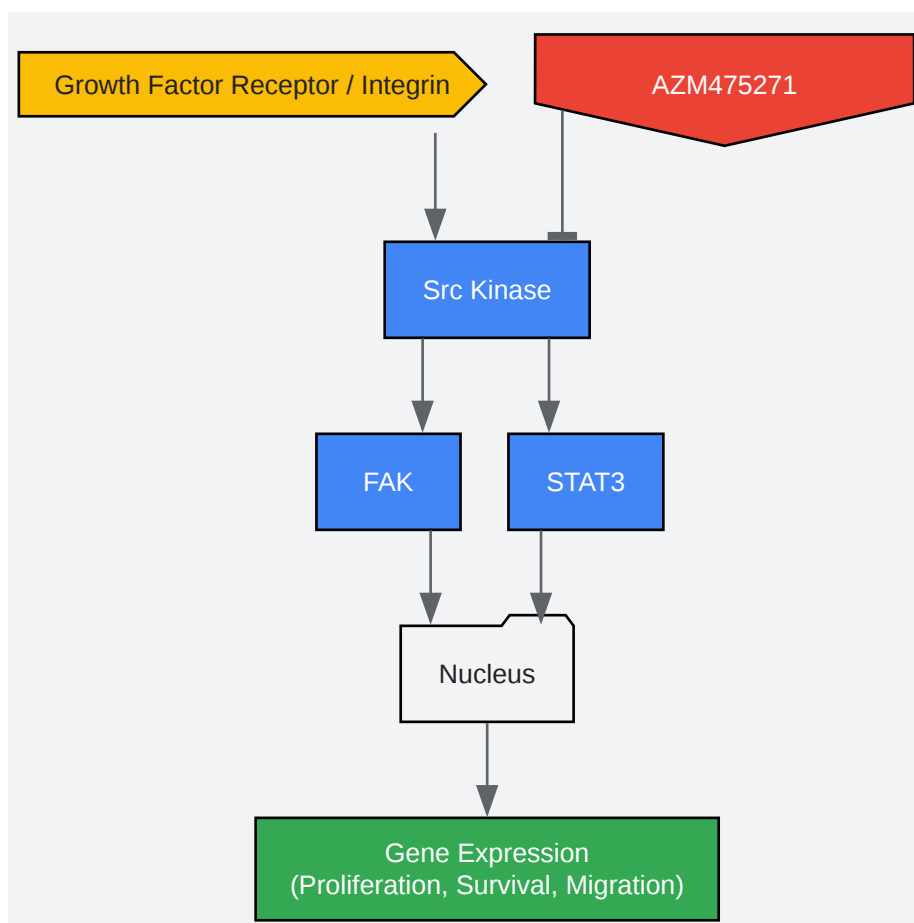 Growth Factor Receptor / Integrin
AZM475271
Src Kinase
FAK
STAT3
Nucleus
Gene Expression
(Proliferation, Survival, Migration)